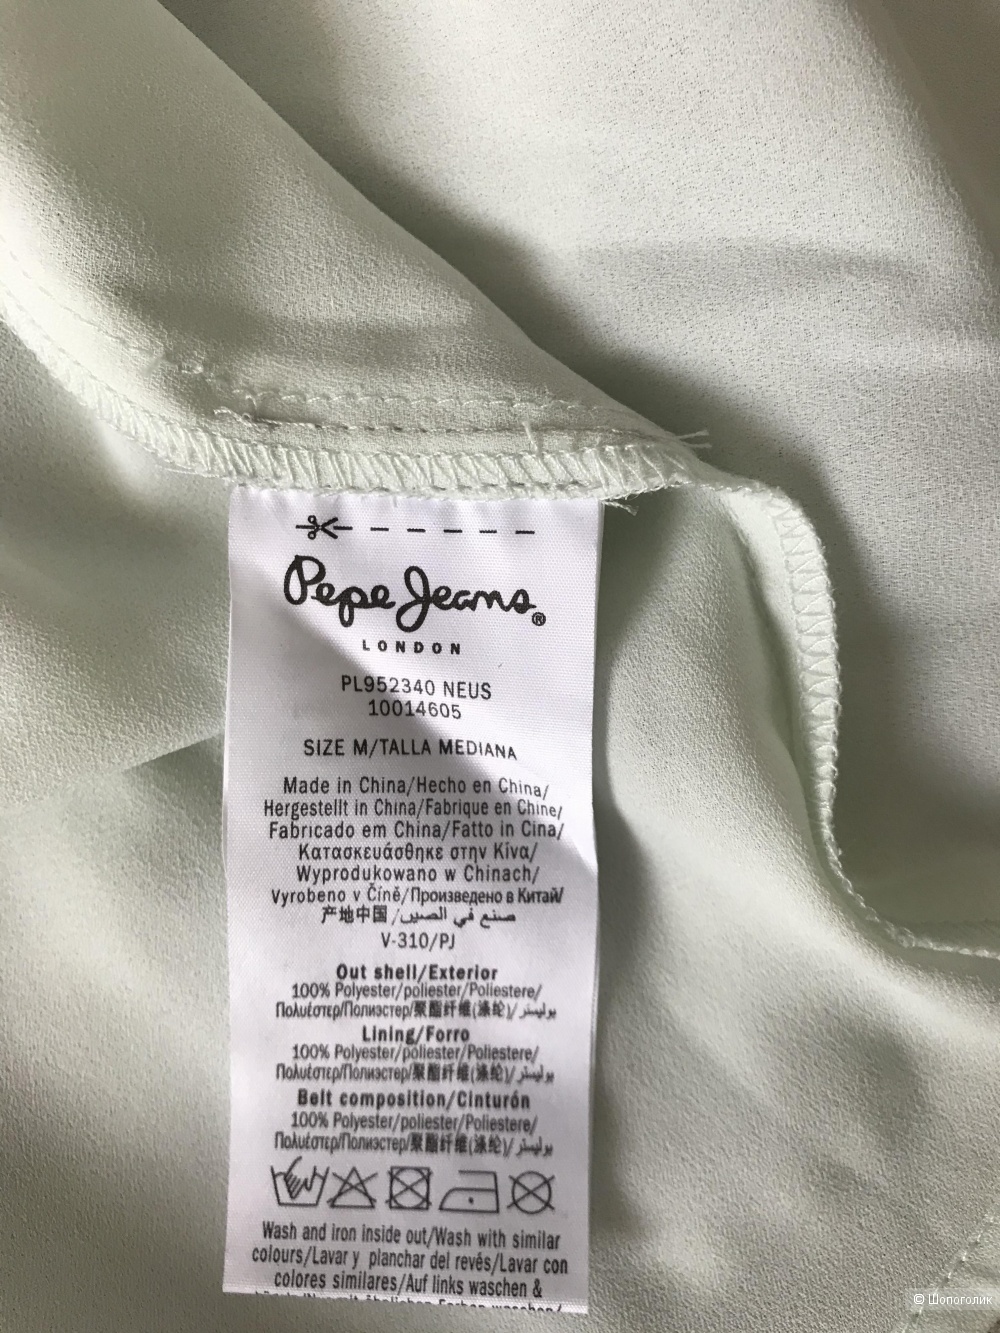 Pepe Jeans®
LONDON
PL952340 NEUS
10014605
SIZE M/TALLA MEDIANA
Made in China/Hecho en China/
Hergestellt in China/Fabrique en Chine/
Fabricado em China/Fatto in Cina/
Κατασκευάσθηκε στην Κίνα/
Wyprodukowano w Chinach/
Vyrobeno v Číně/Произведено в Китай/
产地中国/صنع في الصين
V-310/PJ
Out shell/Exterior
100% Polyester/poliester/Poliestere/
Πολυέστερ/Полиэстер/聚酯纤维(涤纶)/بوليستر
Lining/Forro
100% Polyester/poliester/Poliestere/
Πολυέστερ/Полиэстер/聚酯纤维(涤纶)/بوليستر
Belt composition/Cinturón
100% Polyester/poliester/Poliestere/
Πολυέστερ/Полиэстер/聚酯纤维(涤纶)/بوليستر
Wash and iron inside out/Wash with similar
colours/Lavar y planchar del revés/Lavar con
colores similares/Auf links waschen &
© Шопоголик